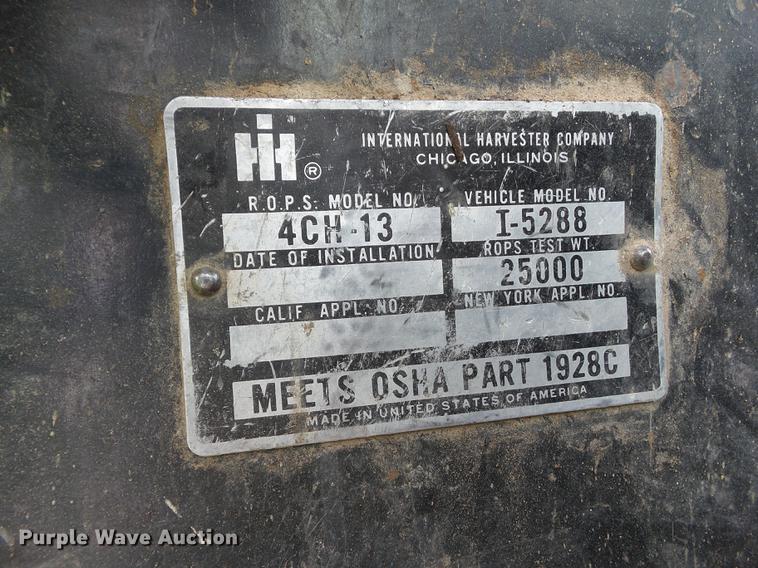 IH ®
INTERNATIONAL HARVESTER COMPANY
CHICAGO, ILLINOIS
R.O.P.S. MODEL NO.
VEHICLE MODEL NO.
4CH-13
I-5288
DATE OF INSTALLATION
ROPS TEST WT.
25000
CALIF. APPL. NO.
NEW YORK APPL. NO.
MEETS OSHA PART 1928C
MADE IN UNITED STATES OF AMERICA
Purple Wave Auction